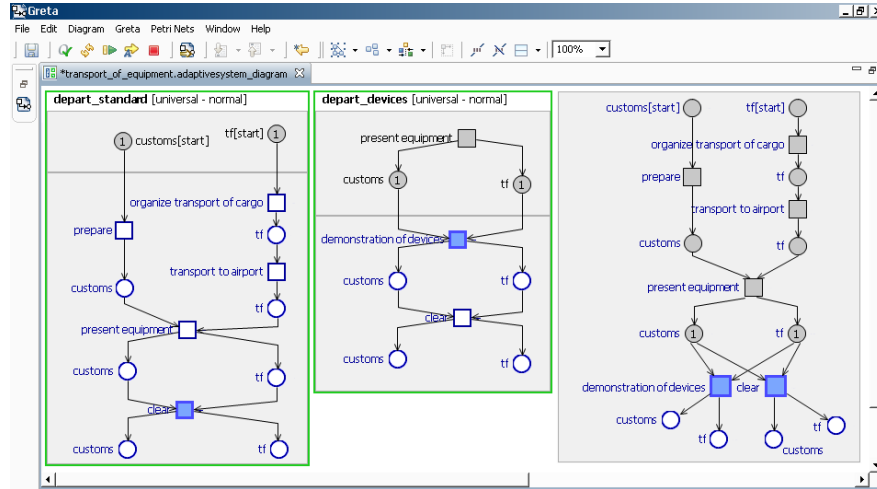 Greta
File Edit Diagram Greta Petri Nets Window Help
100%
*transport_of_equipment.adaptivesystem_diagram
depart_standard [universal - normal]
1 customs[start]
tf[start] 1
organize transport of cargo
prepare
tf
transport to airport
customs
tf
present equipment
customs
tf
clear
customs
tf
depart_devices [universal - normal]
present equipment
customs 1
tf 1
demonstration of devices
customs
tf
clear
customs
tf
customs[start]
tf[start]
organize transport of cargo
prepare
tf
transport to airport
customs
tf
present equipment
customs 1
tf 1
demonstration of devices
clear
customs
tf
tf
customs